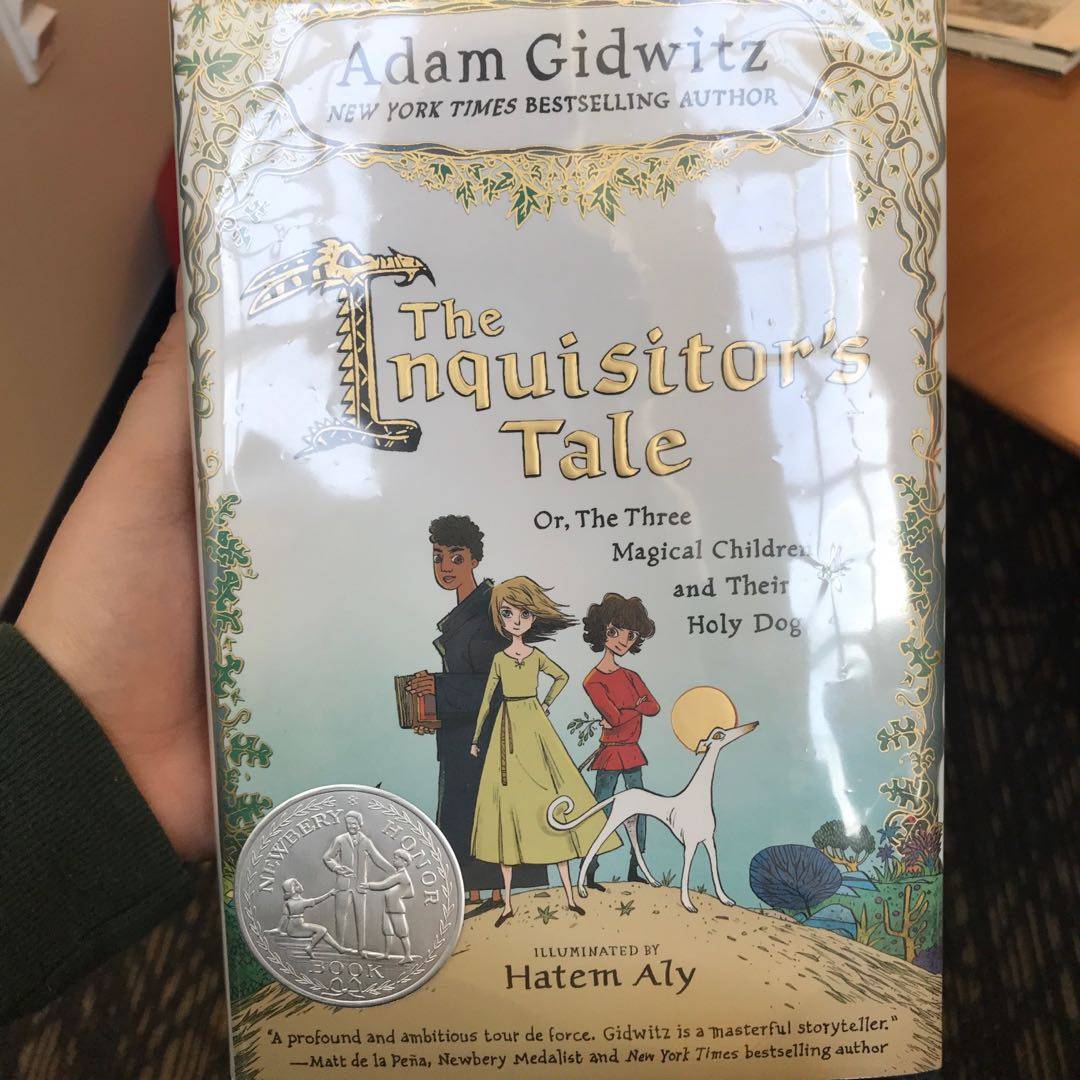 Adam Gidwitz
NEW YORK TIMES BESTSELLING AUTHOR
The
Inquisitor's
Tale
Or, The Three
Magical Children
and Their
Holy Dog
NEWBERY HONOR
BOOK
ILLUMINATED BY
Hatem Aly
"A profound and ambitious tour de force. Gidwitz is a masterful storyteller."
—Matt de la Peña, Newbery Medalist and New York Times bestselling author